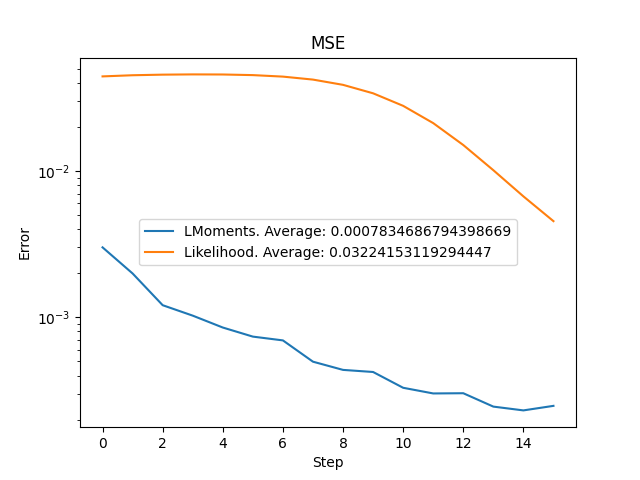 MSE
Error
10⁻²
10⁻³
LMoments. Average: 0.0007834686794398669
Likelihood. Average: 0.03224153119294447
0 2 4 6 8 10 12 14
Step